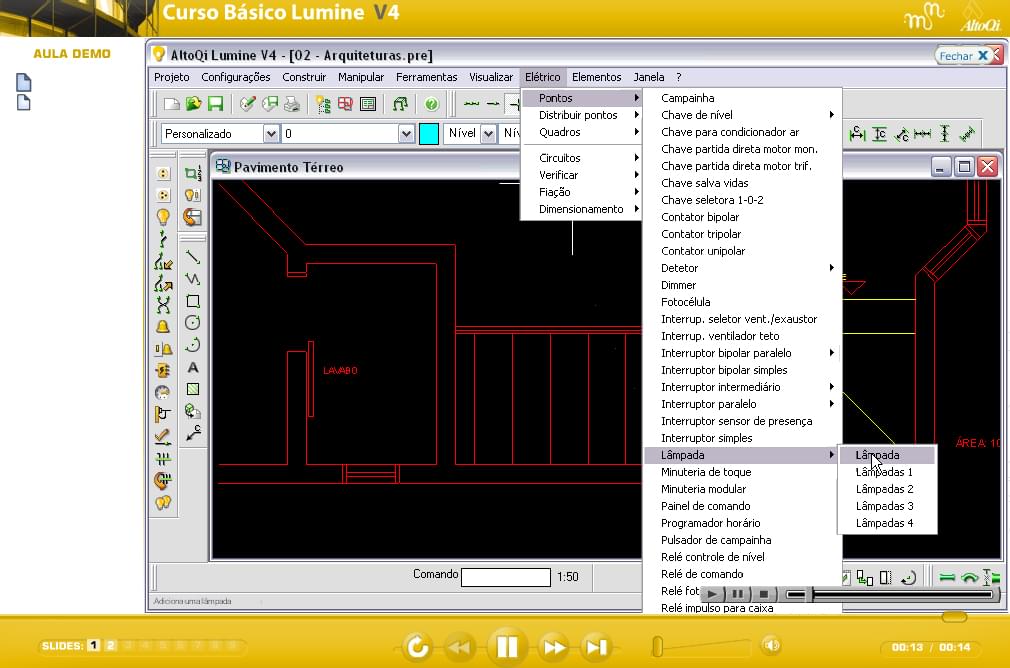 Curso Básico Lumine V4
AltoQi
AULA DEMO
AltoQi Lumine V4 - [02 - Arquiteturas.pre]
Fechar X
Projeto Configurações Construir Manipular Ferramentas Visualizar Elétrico Elementos Janela ?
Personalizado 0 Nível
Pavimento Térreo
Pontos
Distribuir pontos
Quadros
Circuitos
Verificar
Fiação
Dimensionamento
Campainha
Chave de nível
Chave para condicionador ar
Chave partida direta motor mon.
Chave partida direta motor trif.
Chave salva vidas
Chave seletora 1-0-2
Contator bipolar
Contator tripolar
Contator unipolar
Detetor
Dimmer
Fotocélula
Interrup. seletor vent./exaustor
Interrup. ventilador teto
Interruptor bipolar paralelo
Interruptor bipolar simples
Interruptor intermediário
Interruptor paralelo
Interruptor sensor de presença
Interruptor simples
Lâmpada
Minuteria de toque
Minuteria modular
Painel de comando
Programador horário
Pulsador de campainha
Relé controle de nível
Relé de comando
Relé impulso para caixa
Lâmpada
Lâmpadas 1
Lâmpadas 2
Lâmpadas 3
Lâmpadas 4
LAVABO
ÁREA: 10
Comando 1:50
Adiciona uma lâmpada
SLIDES: 1 2 3 4 5 6 7 8 9
00:13 / 00:14